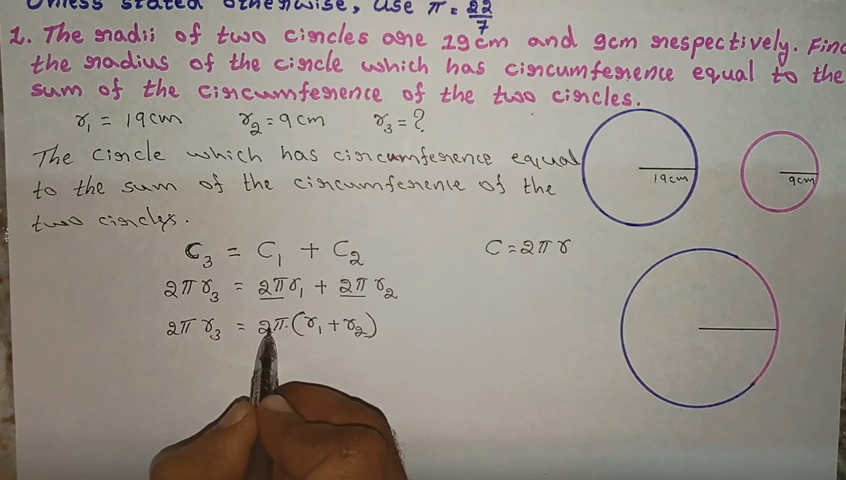 Unless stated otherwise, use π = 22/7
1. The radii of two circles are 19cm and 9cm respectively. Find
the radius of the circle which has circumference equal to the
sum of the circumference of the two circles.
r₁ = 19cm r₂ = 9cm r₃ = ?
The circle which has circumference equal
to the sum of the circumference of the
two circles.
19cm
9cm
C₃ = C₁ + C₂ C = 2πr
2πr₃ = 2πr₁ + 2πr₂
2πr₃ = 2π.(r₁+r₂)